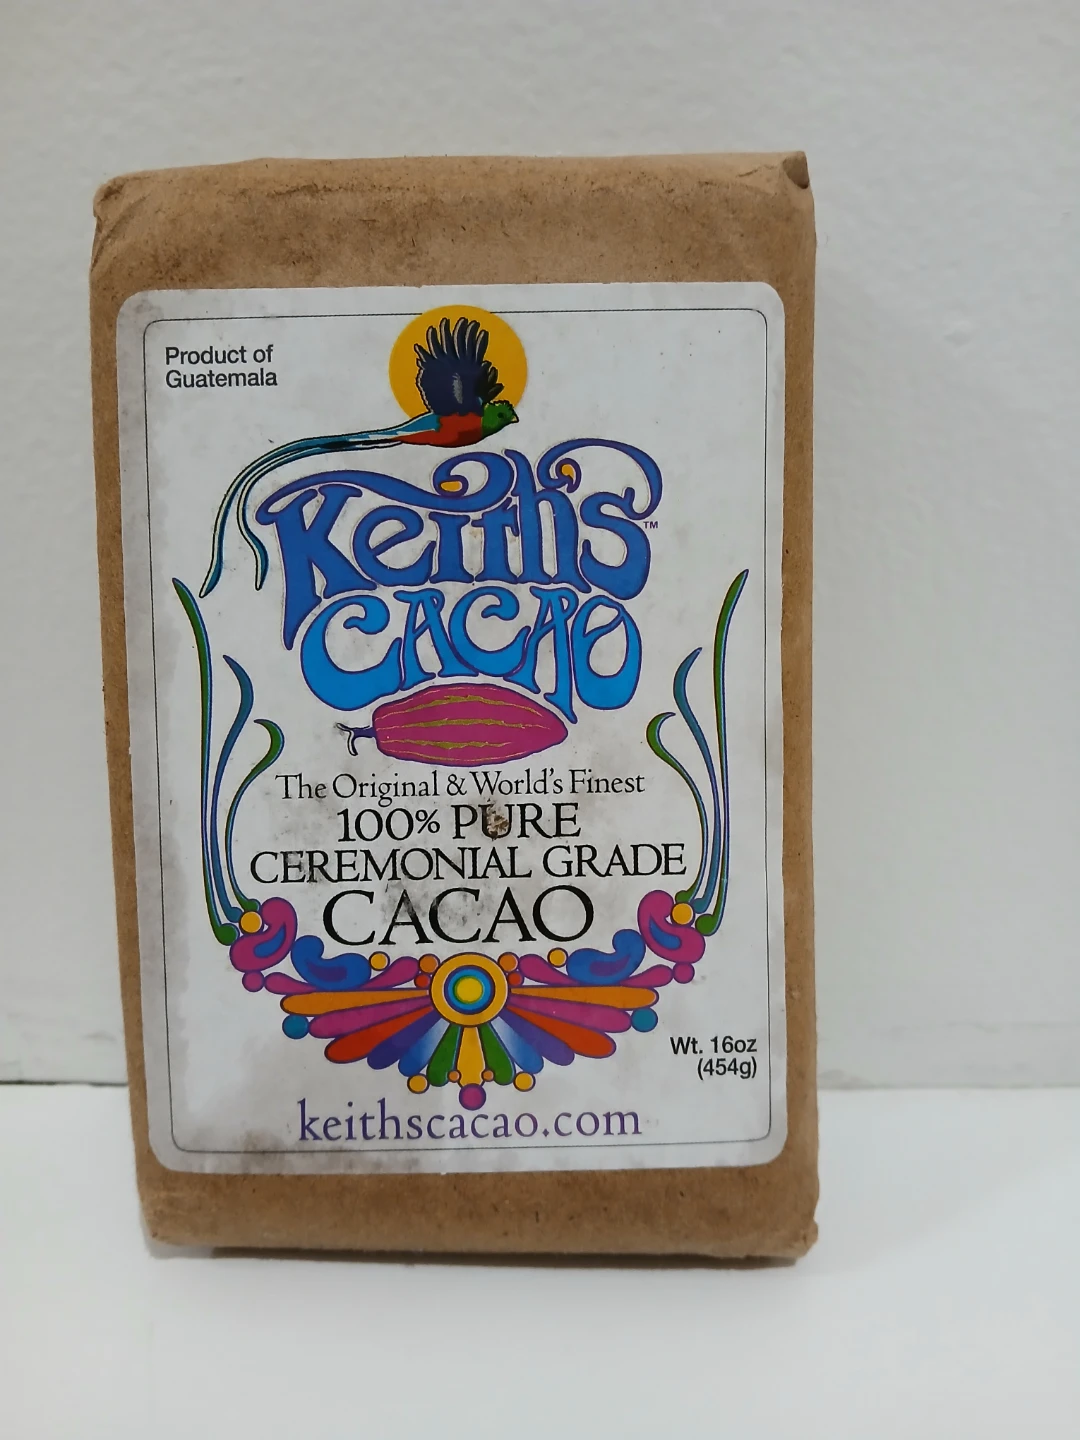 Product of
Guatemala
Keith's™
CACAO
The Original & World's Finest
100% PURE
CEREMONIAL GRADE
CACAO
Wt. 16oz
(454g)
keithscacao.com